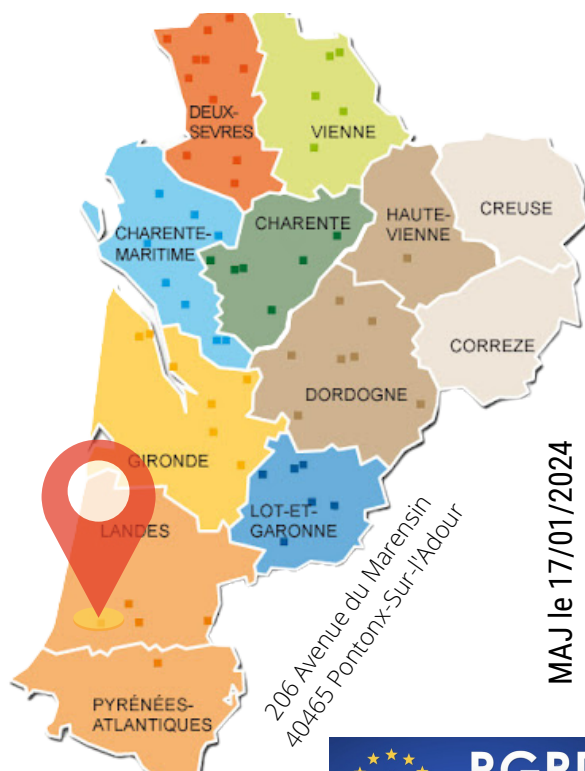 DEUX-
SEVRES
VIENNE
CHARENTE-
MARITIME
CHARENTE
HAUTE-
VIENNE
CREUSE
CORREZE
DORDOGNE
GIRONDE
LOT-ET-
GARONNE
LANDES
PYRÉNÉES-
ATLANTIQUES
206 Avenue du Marensin
40465 Pontonx-Sur-l'Adour
MAJ le 17/01/2024